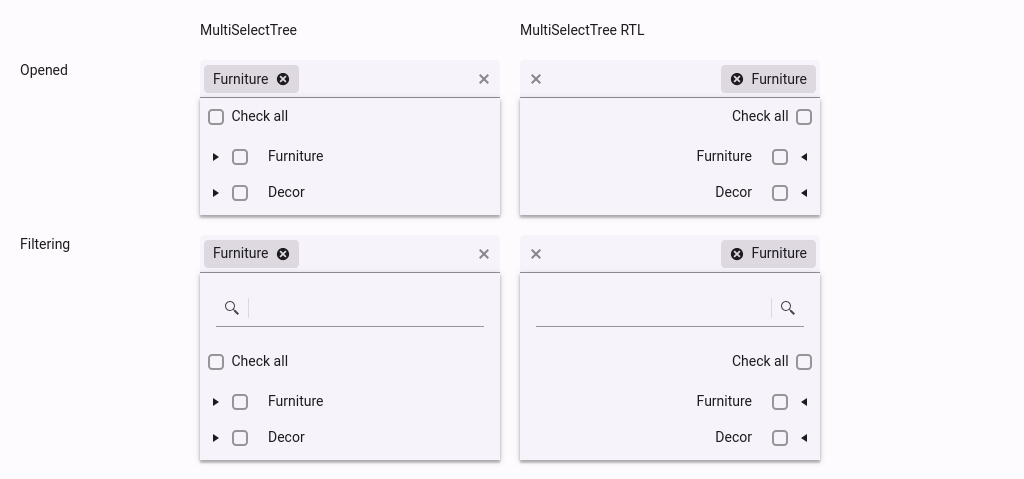 MultiSelectTree MultiSelectTree RTL
Opened
Furniture
Check all
Furniture
Decor
Furniture
Check all
Furniture
Decor
Filtering
Furniture
Check all
Furniture
Decor
Furniture
Check all
Furniture
Decor